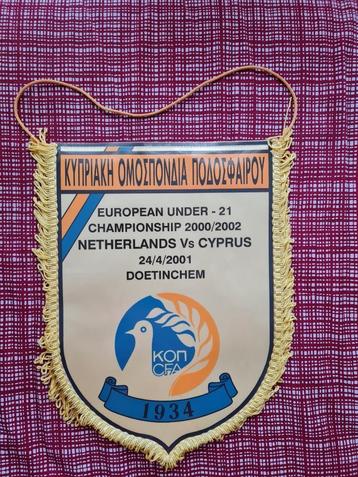 ΚΥΠΡΙΑΚΗ ΟΜΟΣΠΟΝΔΙΑ ΠΟΔΟΣΦΑΙΡΟΥ
EUROPEAN UNDER - 21
CHAMPIONSHIP 2000/2002
NETHERLANDS Vs CYPRUS
24/4/2001
DOETINCHEM
ΚΟΠ
CFA
1934